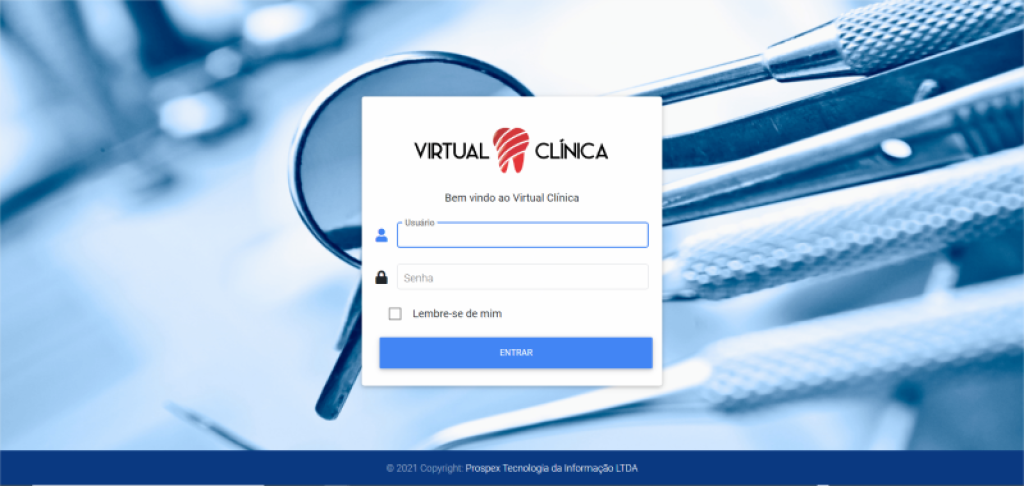 VIRTUAL CLÍNICA
Bem vindo ao Virtual Clínica
Usuário
Senha
Lembre-se de mim
ENTRAR
© 2021 Copyright: Prospex Tecnologia da Informação LTDA